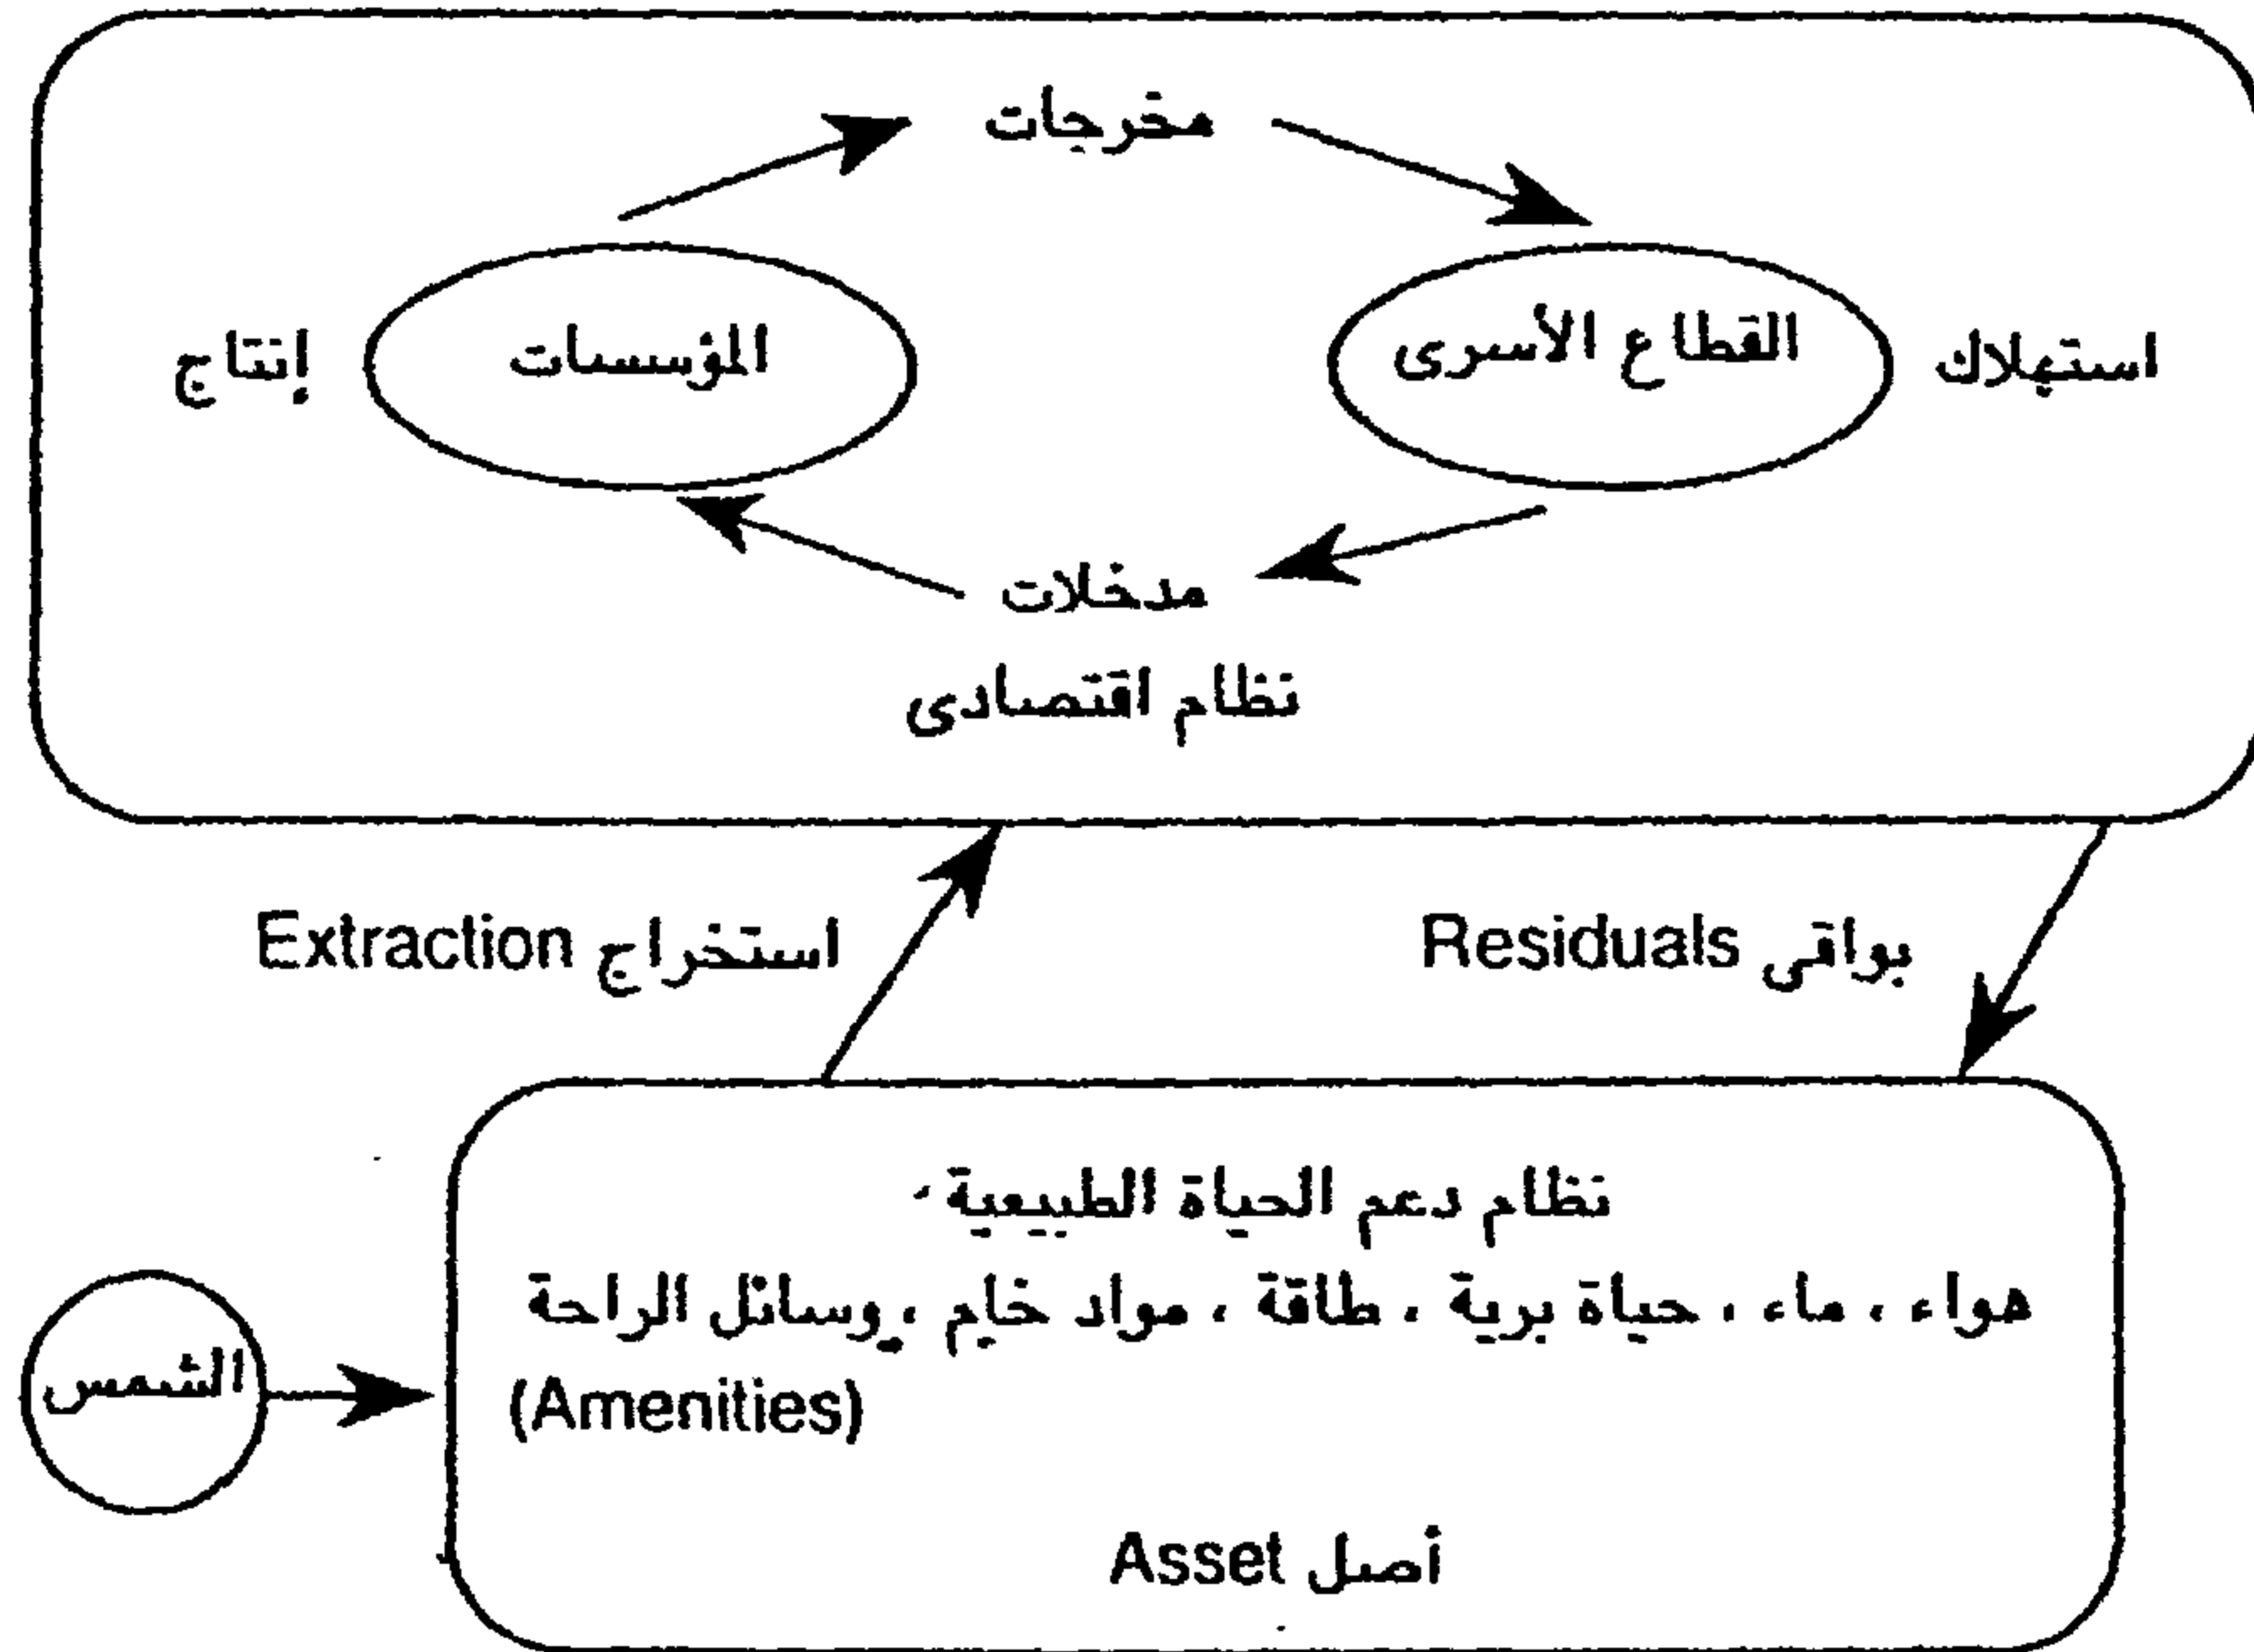 مخرجات
استهلاك
القطاع الأسرى
المؤسسات
إنتاج
مدخلات
نظام اقتصادى
بواقى Residuals
استخراج Extraction
نظام دعم الحياة الطبيعية
هواء ، ماء ، حياة برية ، طاقة ، مواد خام ، وسائل الراحة
(Amenities)
الشمس
أصل Asset